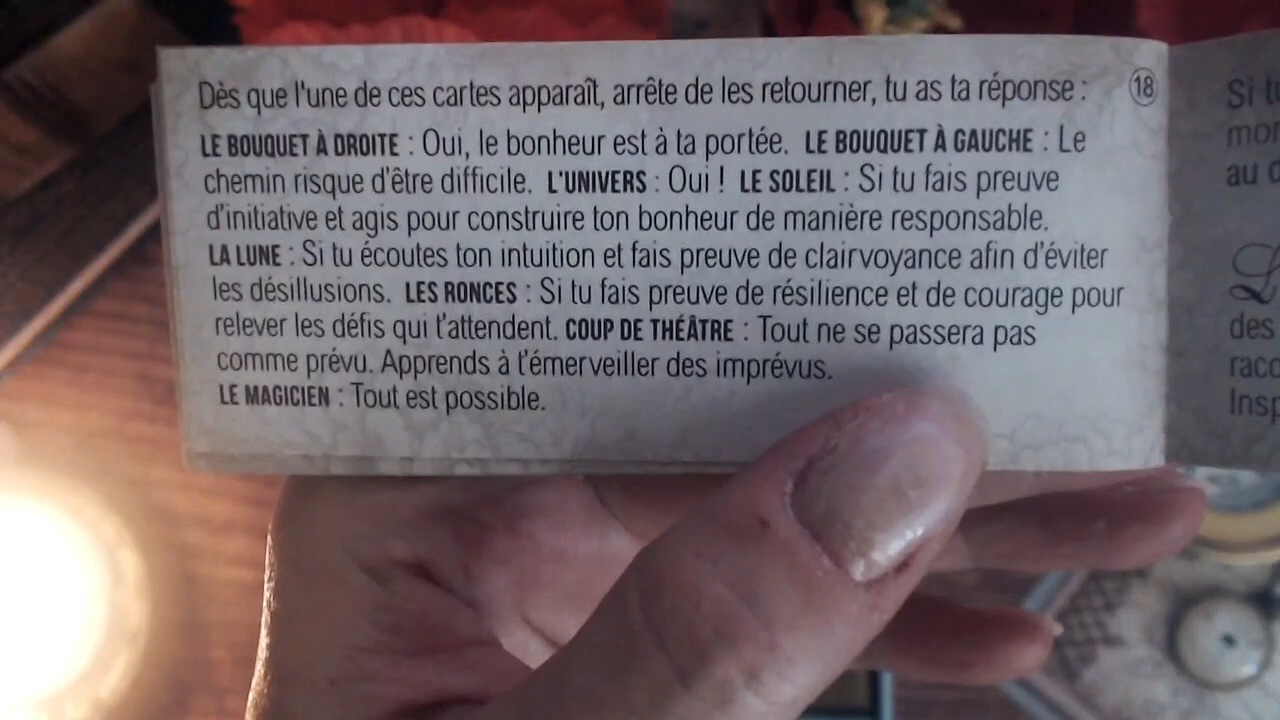 Dès que l'une de ces cartes apparaît, arrête de les retourner, tu as ta réponse :
18
LE BOUQUET À DROITE : Oui, le bonheur est à ta portée. LE BOUQUET À GAUCHE : Le
chemin risque d'être difficile. L'UNIVERS : Oui ! LE SOLEIL : Si tu fais preuve
d'initiative et agis pour construire ton bonheur de manière responsable.
LA LUNE : Si tu écoutes ton intuition et fais preuve de clairvoyance afin d'éviter
les désillusions. LES RONCES : Si tu fais preuve de résilience et de courage pour
relever les défis qui t'attendent. COUP DE THÉÂTRE : Tout ne se passera pas
comme prévu. Apprends à t'émerveiller des imprévus.
LE MAGICIEN : Tout est possible.
Si
au
des